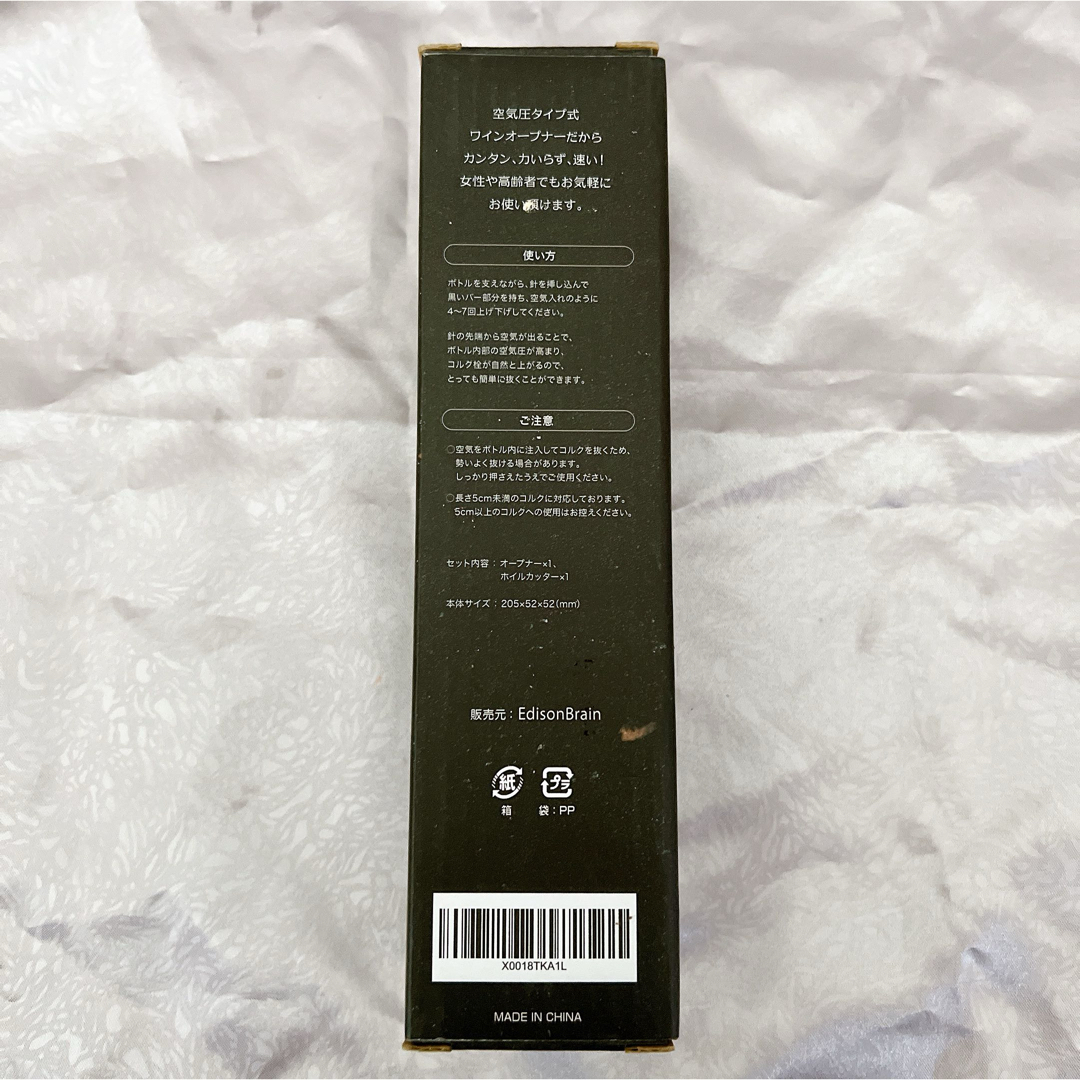 空気圧タイプ式
ワインオープナーだから
カンタン、力いらず、速い！
女性や高齢者でもお気軽に
お使い頂けます。
使い方
ボトルを支えながら、針を挿し込んで
黒いバー部分を持ち、空気入れのように
4〜7回上げ下げしてください。
針の先端から空気が出ることで、
ボトル内部の空気圧が高まり、
コルク栓が自然と上がるので、
とっても簡単に抜くことができます。
ご注意
○空気をボトル内に注入してコルクを抜くため、
勢いよく抜ける場合があります。
しっかり押さえたうえでご使用ください。
○長さ5cm未満のコルクに対応しております。
5cm以上のコルクへの使用はお控えください。
セット内容：オープナー×1、
ホイルカッター×1
本体サイズ：205×52×52(mm)
販売元：EdisonBrain
紙 プラ
箱 袋：PP
X0018TKA1L
MADE IN CHINA